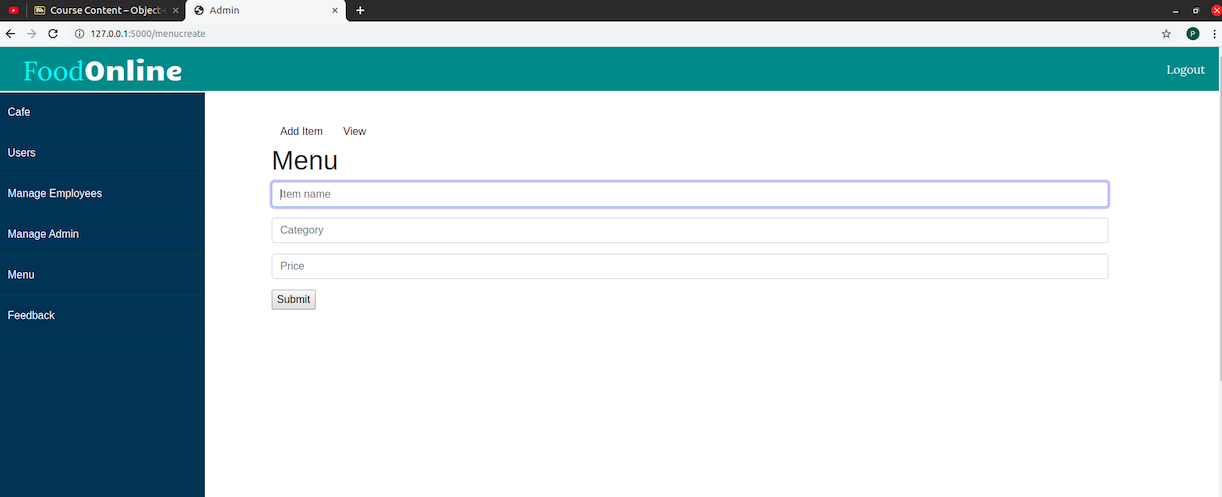 Course Content – Object-
Admin
127.0.0.1:5000/menucreate
P
FoodOnline
Logout
Cafe
Users
Manage Employees
Manage Admin
Menu
Feedback
Add Item View
Menu
Item name
Category
Price
Submit